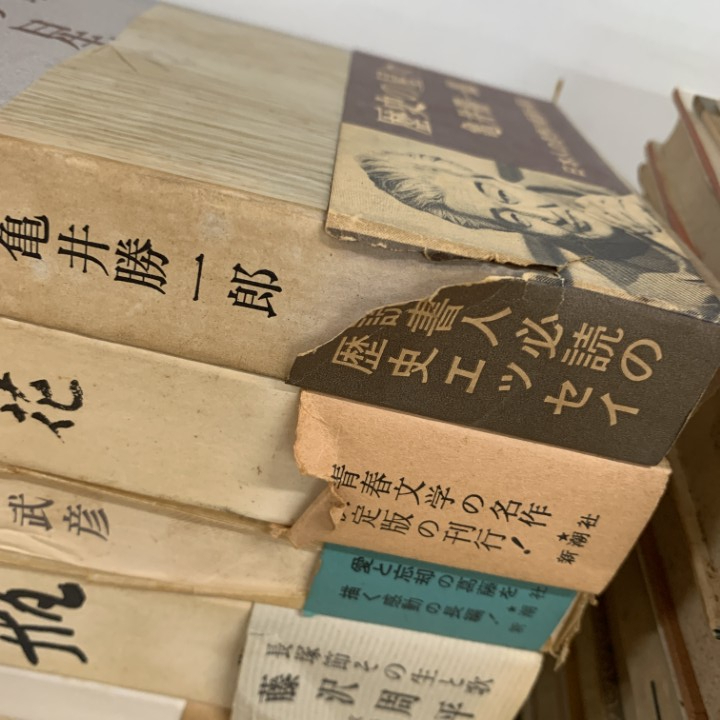 亀井勝一郎
読書人必読の
歴史エッセイ
花
青春文学の名作
定版の刊行!
新潮社
武彦
愛と忘却の葛藤を
描く感動の長編!
瓶
長塚節その生と歌
藤沢周平